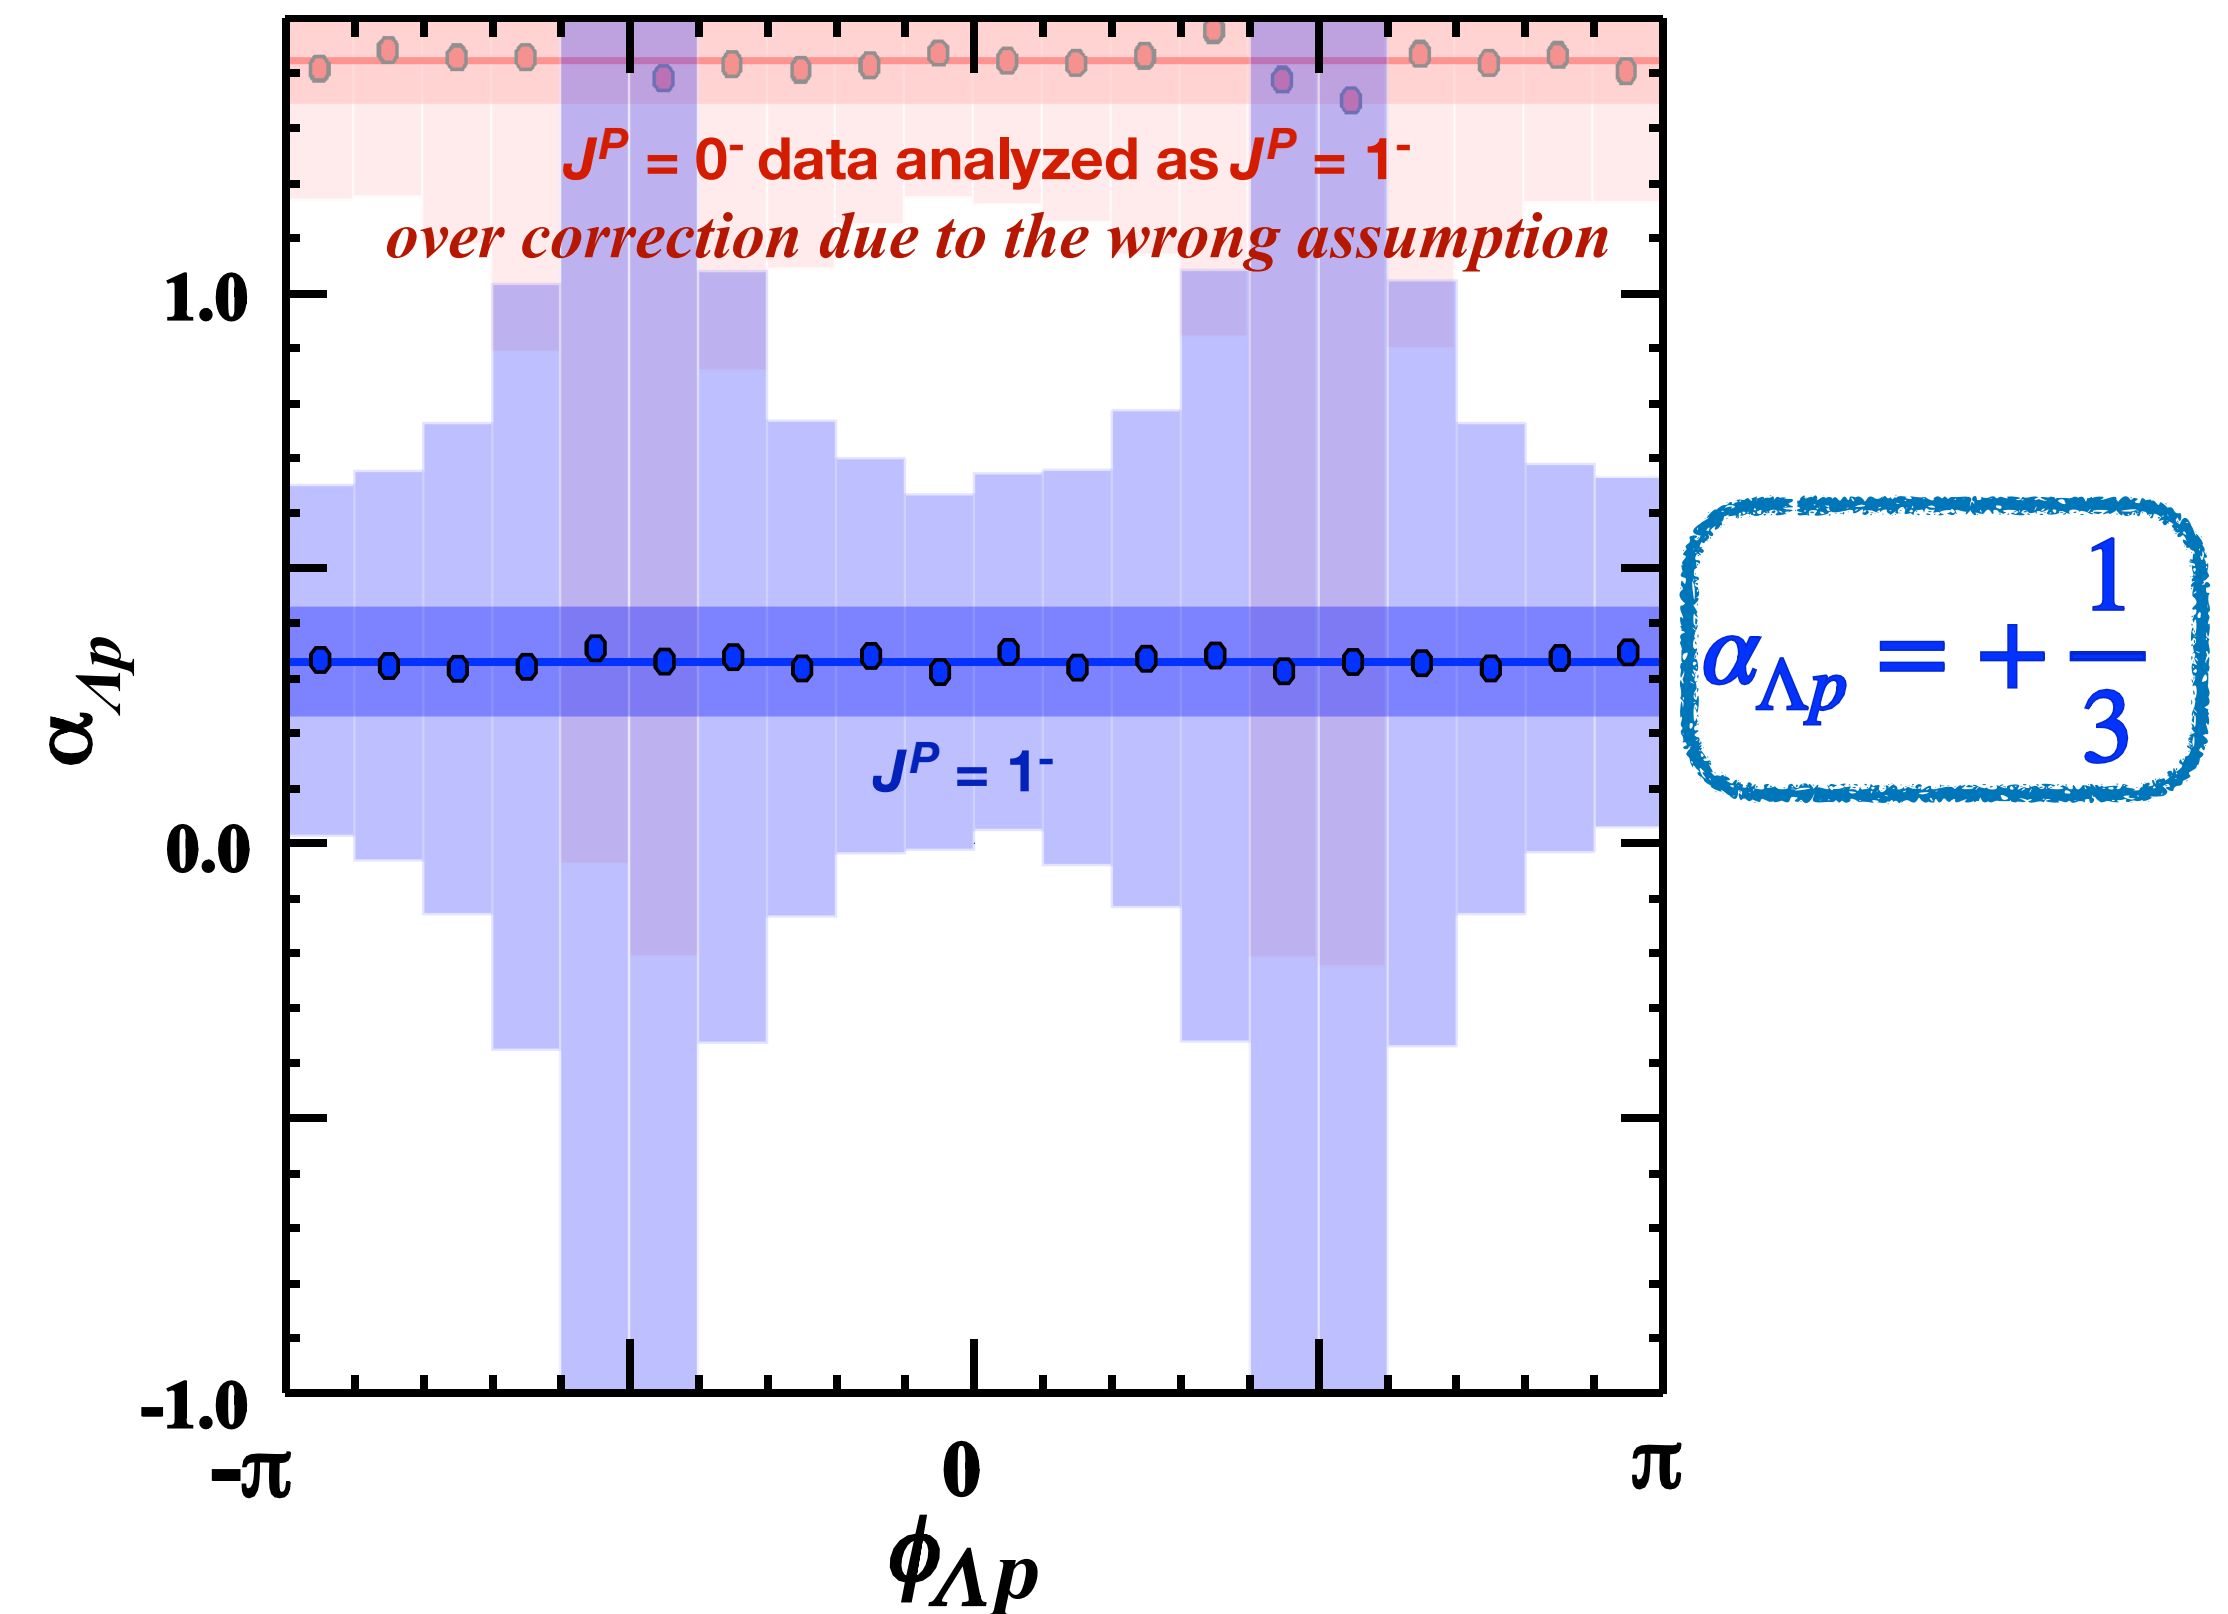 J^P = 0^- data analyzed as J^P = 1^-
over correction due to the wrong assumption
1.0
α_Λp = + 1/3
α_Λp
J^P = 1^-
0.0
-1.0
-π 0 π
ϕ_Λp